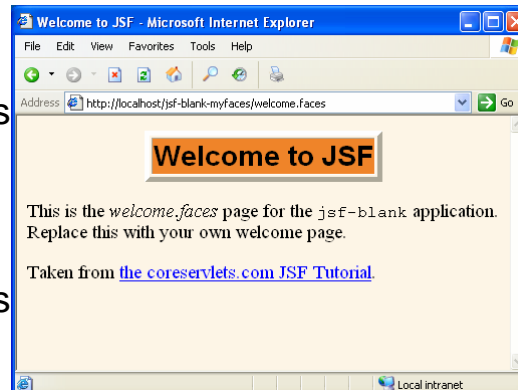 Welcome to JSF - Microsoft Internet Explorer
File Edit View Favorites Tools Help
Address http://localhost/jsf-blank-myfaces/welcome.faces Go
s
Welcome to JSF
This is the welcome.faces page for the jsf-blank application.
Replace this with your own welcome page.
Taken from the coreservlets.com JSF Tutorial.
s
Local intranet